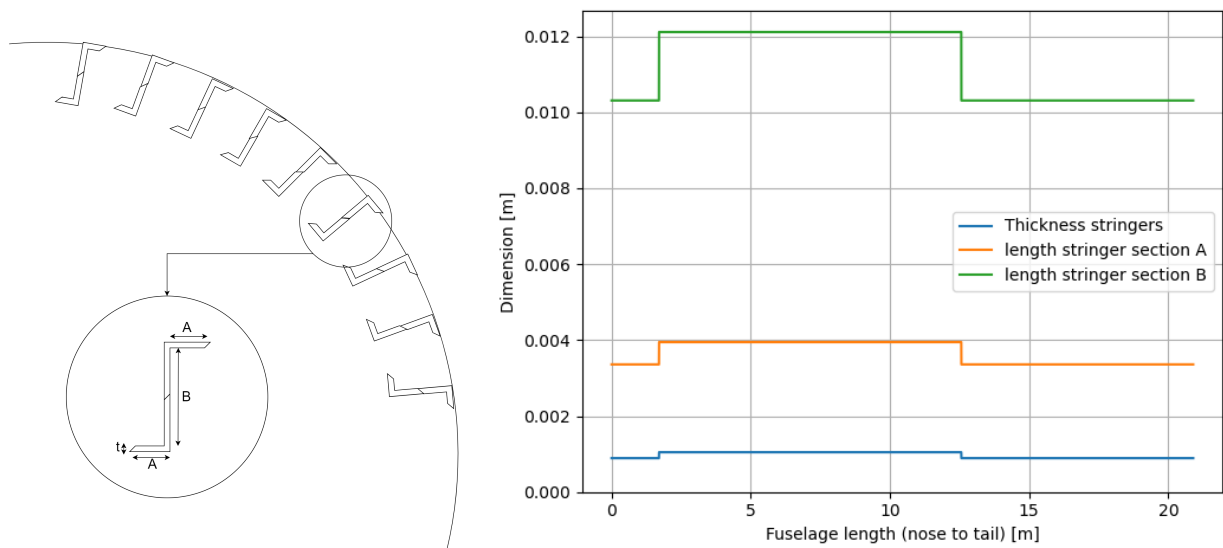 A
B
t
A
0.012
0.010
0.008
0.006
0.004
0.002
0.000
Dimension [m]
Thickness stringers
length stringer section A
length stringer section B
0 5 10 15 20
Fuselage length (nose to tail) [m]